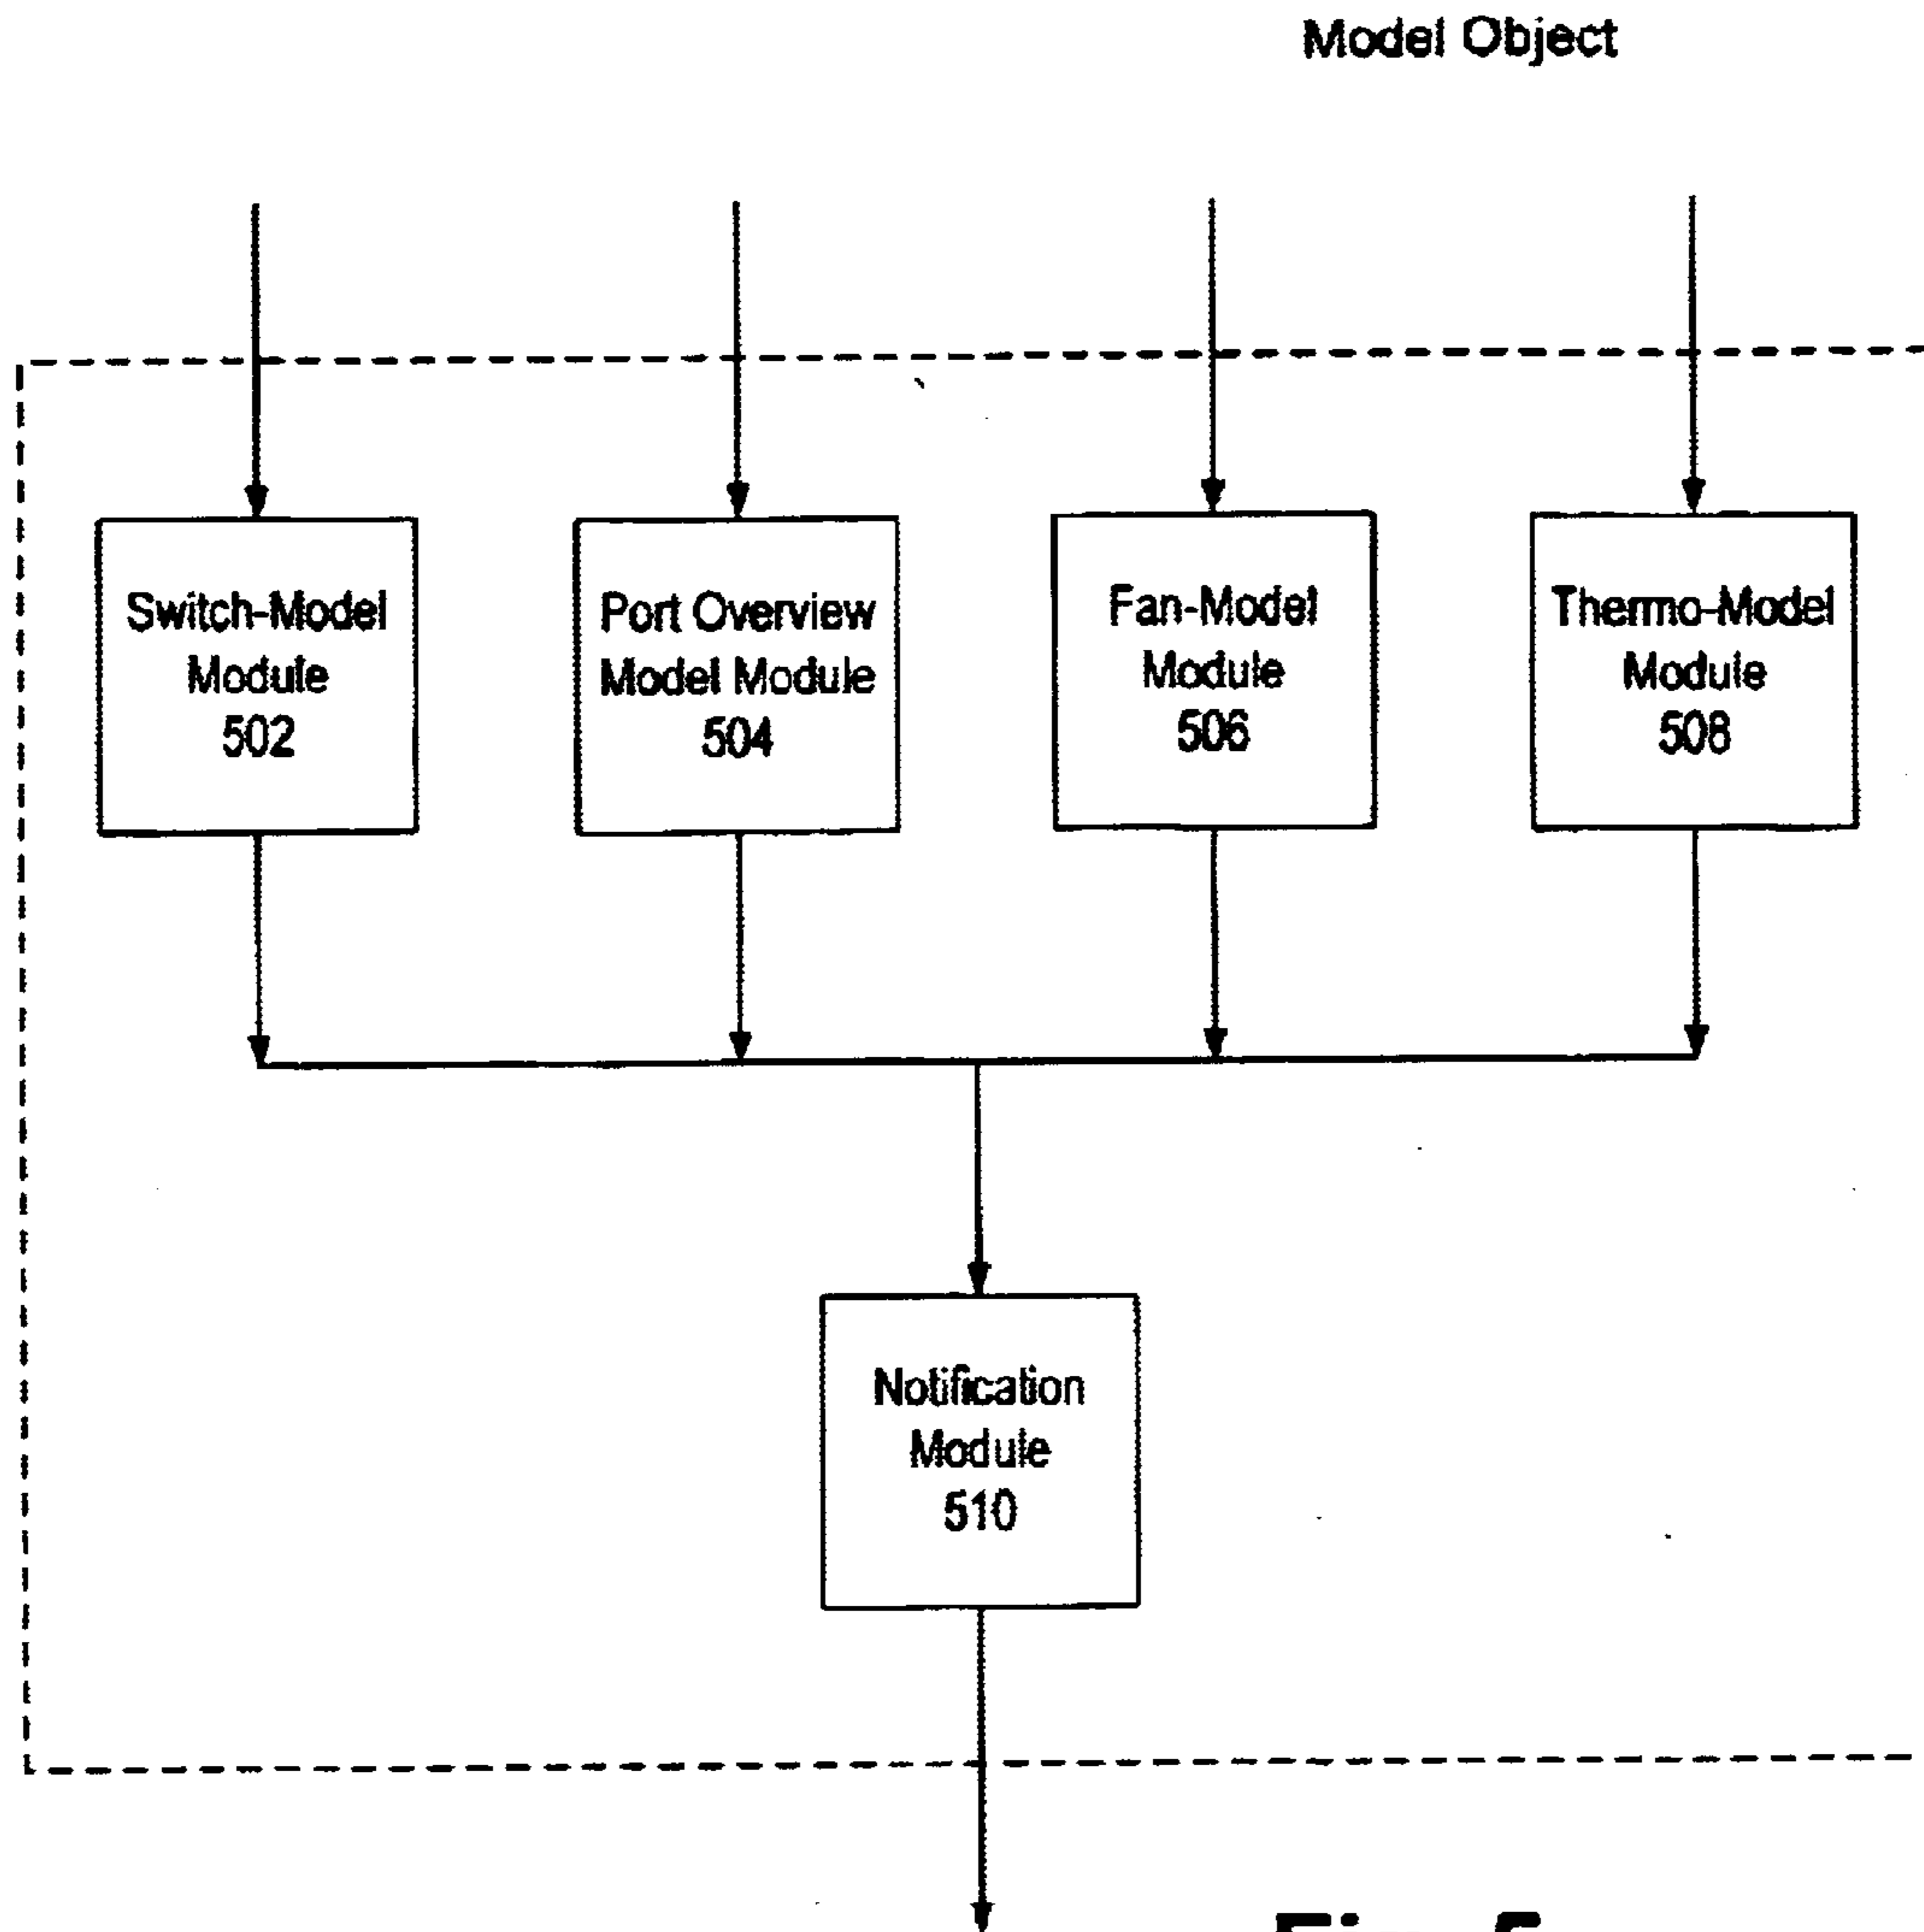 Model Object
Switch-Model
Module
502
Port Overview
Model Module
504
Fan-Model
Module
506
Thermo-Model
Module
508
Notification
Module
510